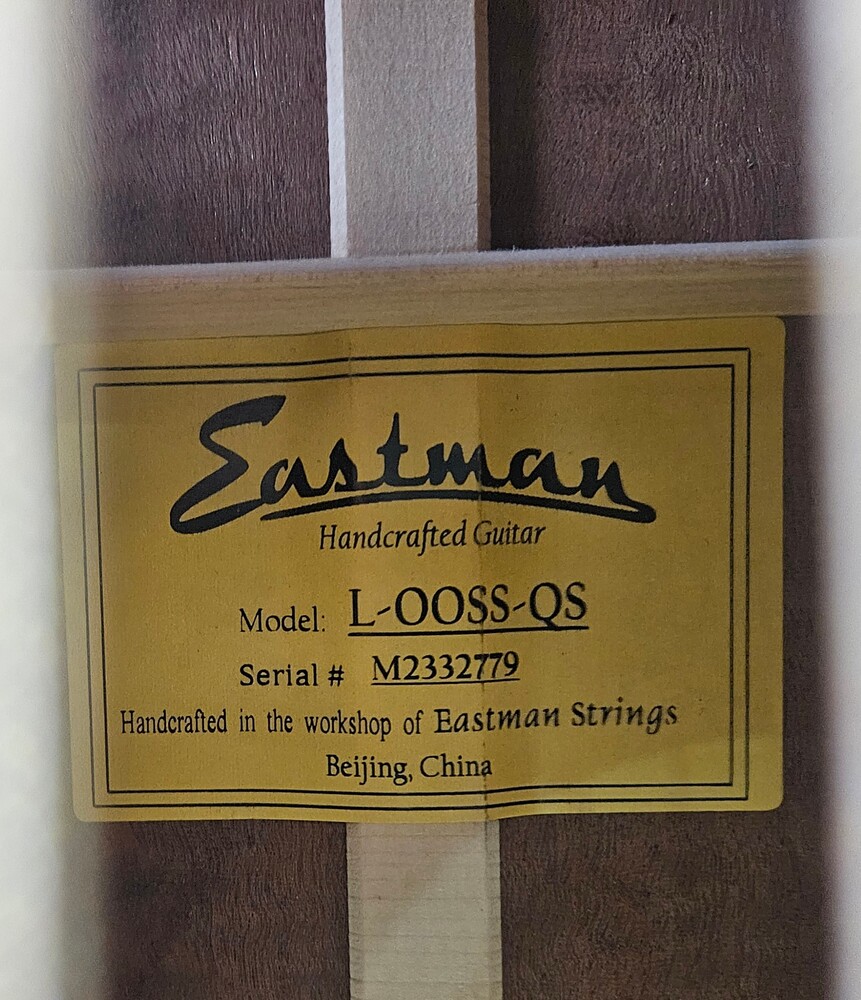 Eastman
Handcrafted Guitar
Model: L-OOSS-QS
Serial # M2332779
Handcrafted in the workshop of Eastman Strings
Beijing, China